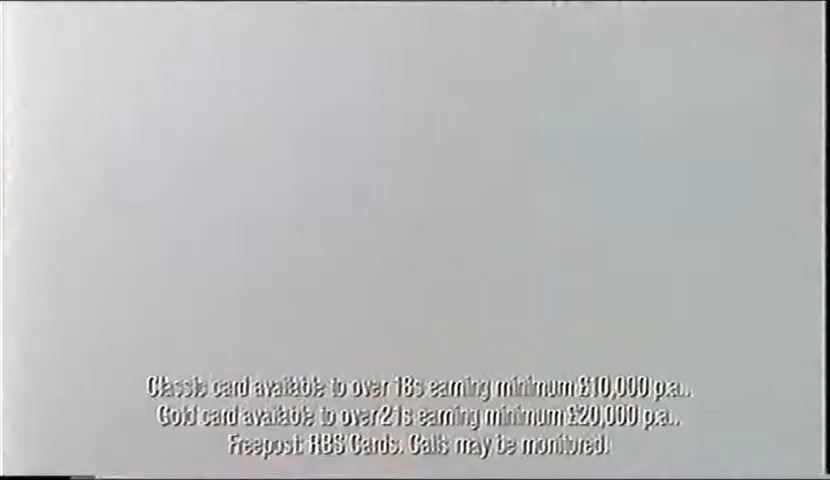 Classic card available to over 18s earning minimum £10,000 p.a..
Gold card available to over 21s earning minimum £20,000 p.a..
Freepost RBS Cards. Calls may be monitored.